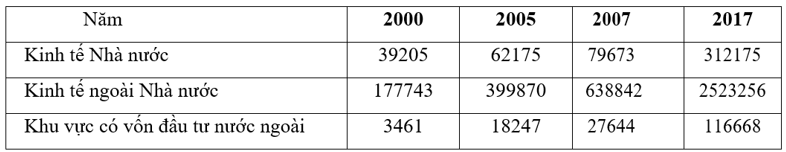 Năm 2000 2005 2007 2017
Kinh tế Nhà nước 39205 62175 79673 312175
Kinh tế ngoài Nhà nước 177743 399870 638842 2523256
Khu vực có vốn đầu tư nước ngoài 3461 18247 27644 116668